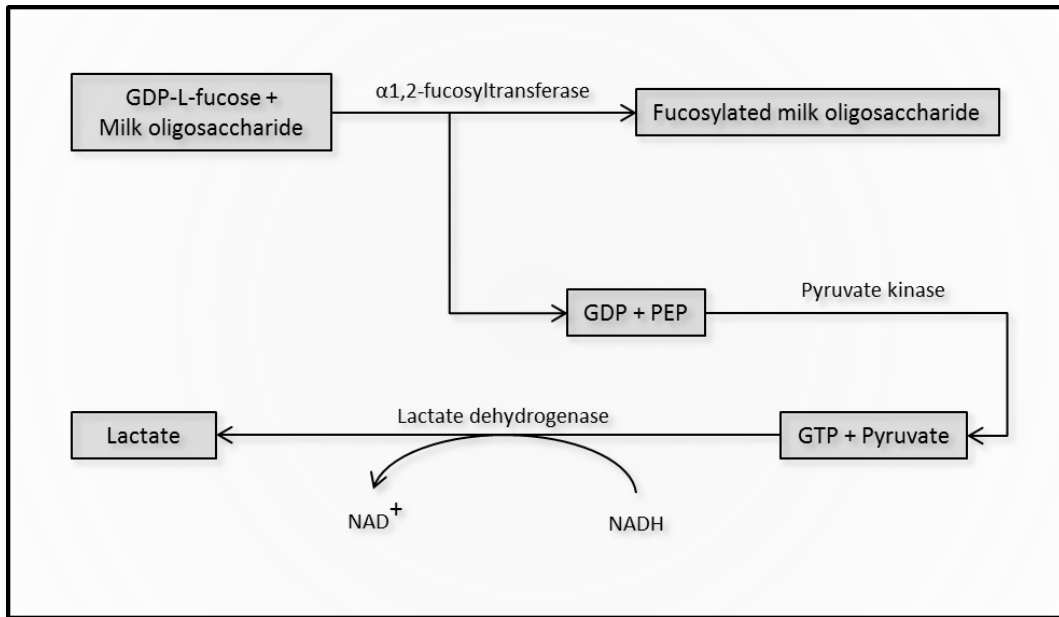 GDP-L-fucose +
Milk oligosaccharide
α1,2-fucosyltransferase
Fucosylated milk oligosaccharide
GDP + PEP
Pyruvate kinase
Lactate
Lactate dehydrogenase
GTP + Pyruvate
NAD+
NADH